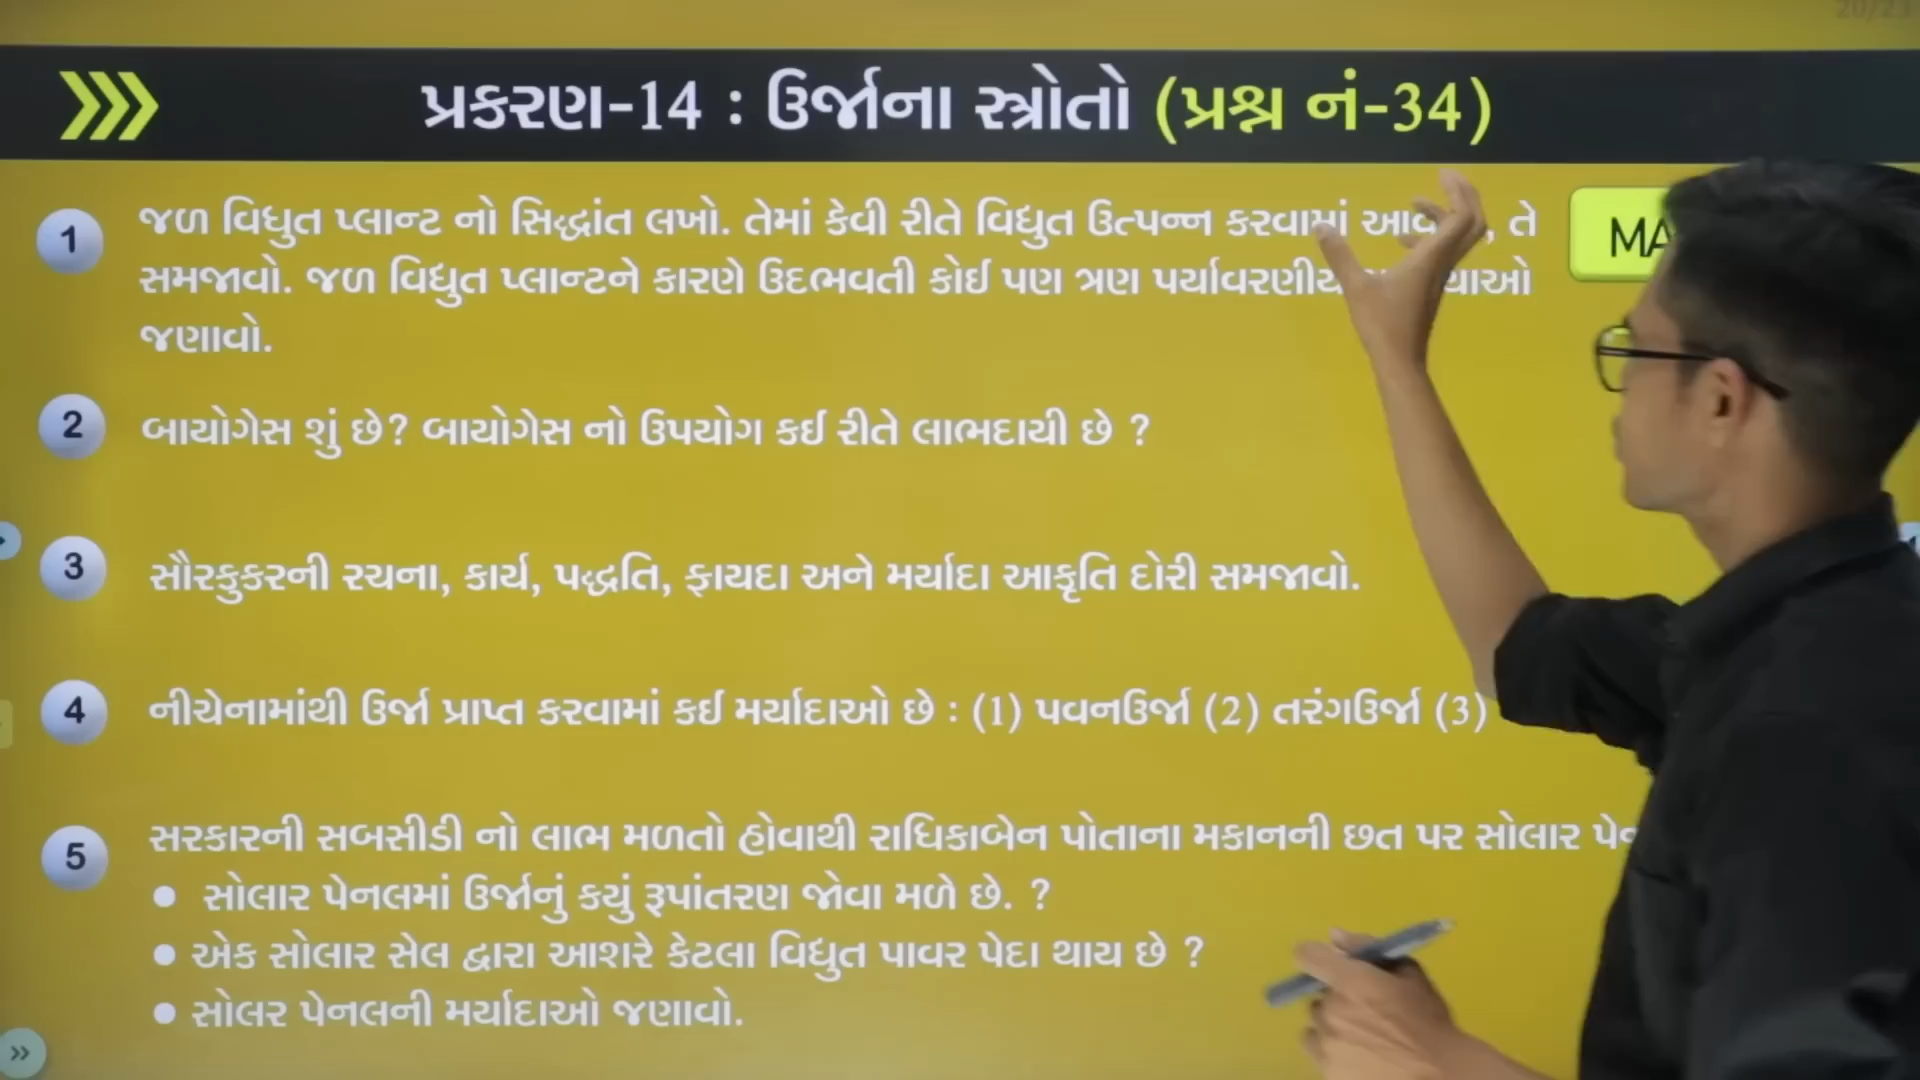 20/23
પ્રકરણ-14 : ઉર્જાના સ્ત્રોતો (પ્રશ્ન નં-34)
1
જળ વિધુત પ્લાન્ટ નો સિદ્ધાંત લખો. તેમાં કેવી રીતે વિધુત ઉત્પન્ન કરવામાં , તે
સમજાવો. જળ વિધુત પ્લાન્ટને કારણે ઉદભવતી કોઈ પણ ત્રણ પર્યાવરણીય
જણાવો.
2
બાયોગેસ શું છે? બાયોગેસ નો ઉપયોગ કઈ રીતે લાભદાયી છે ?
3
સૌરકુકરની રચના, કાર્ય, પદ્ધતિ, ફાયદા અને મર્યાદા આકૃતિ દોરી સમજાવો.
4
નીચેનામાંથી ઉર્જા પ્રાપ્ત કરવામાં કઈ મર્યાદાઓ છે : (1) પવનઉર્જા (2) તરંગઉર્જા (3)
5
સરકારની સબસીડી નો લાભ મળતો હોવાથી રાધિકાબેન પોતાના મકાનની છત પર સોલાર
● સોલાર પેનલમાં ઉર્જાનું કયું રૂપાંતરણ જોવા મળે છે. ?
● એક સોલાર સેલ દ્વારા આશરે કેટલા વિધુત પાવર પેદા થાય છે ?
● સોલર પેનલની મર્યાદાઓ જણાવો.